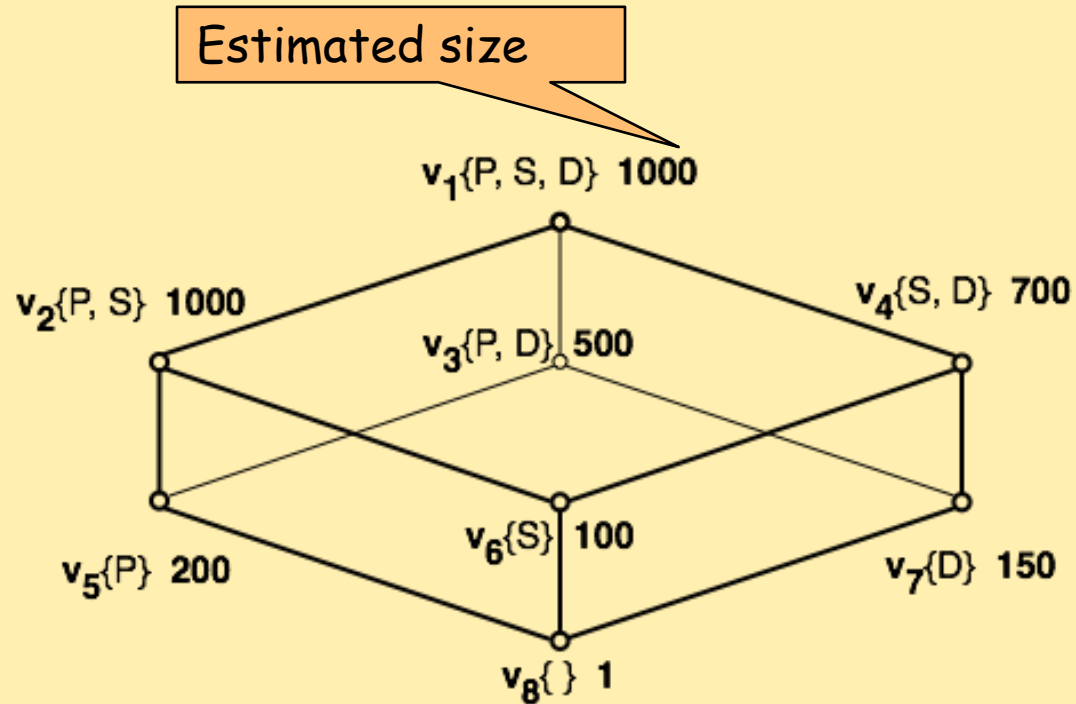 Estimated size
v₁{P, S, D} 1000
v₂{P, S} 1000
v₄{S, D} 700
v₃{P, D} 500
v₆{S} 100
v₅{P} 200
v₇{D} 150
v₈{ } 1